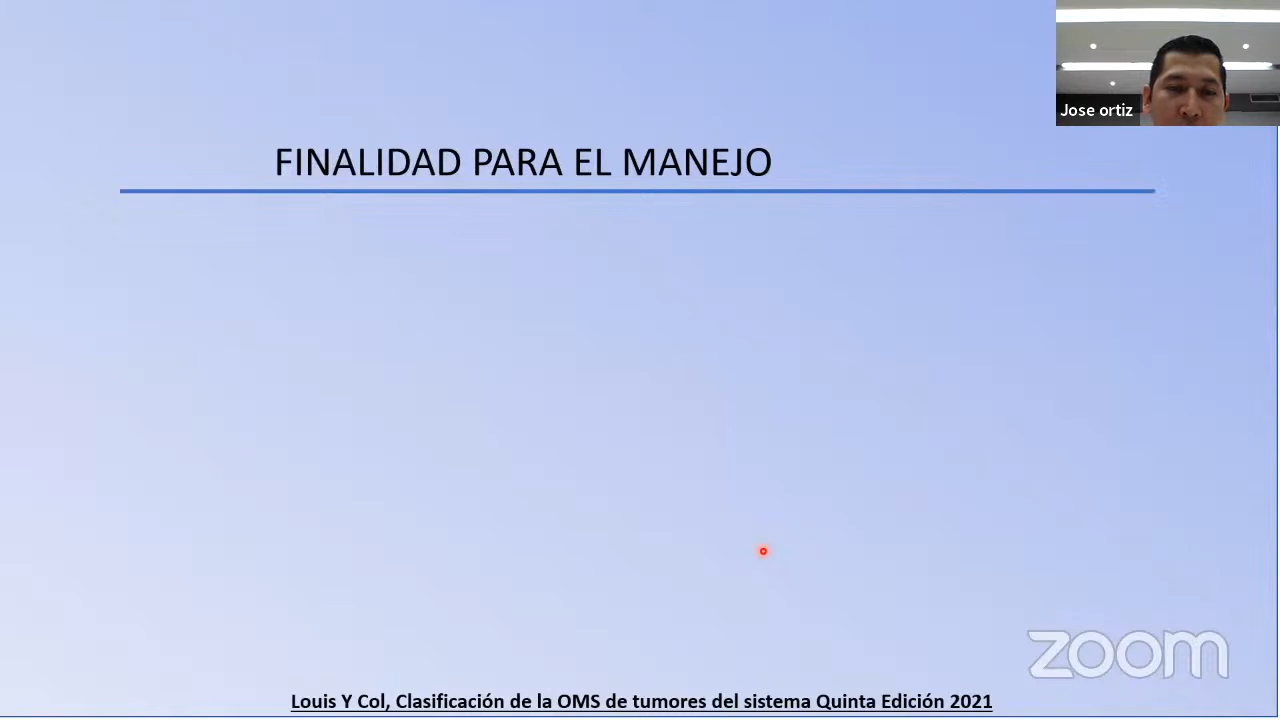 Jose ortiz
FINALIDAD PARA EL MANEJO
zoom
Louis Y Col, Clasificación de la OMS de tumores del sistema Quinta Edición 2021